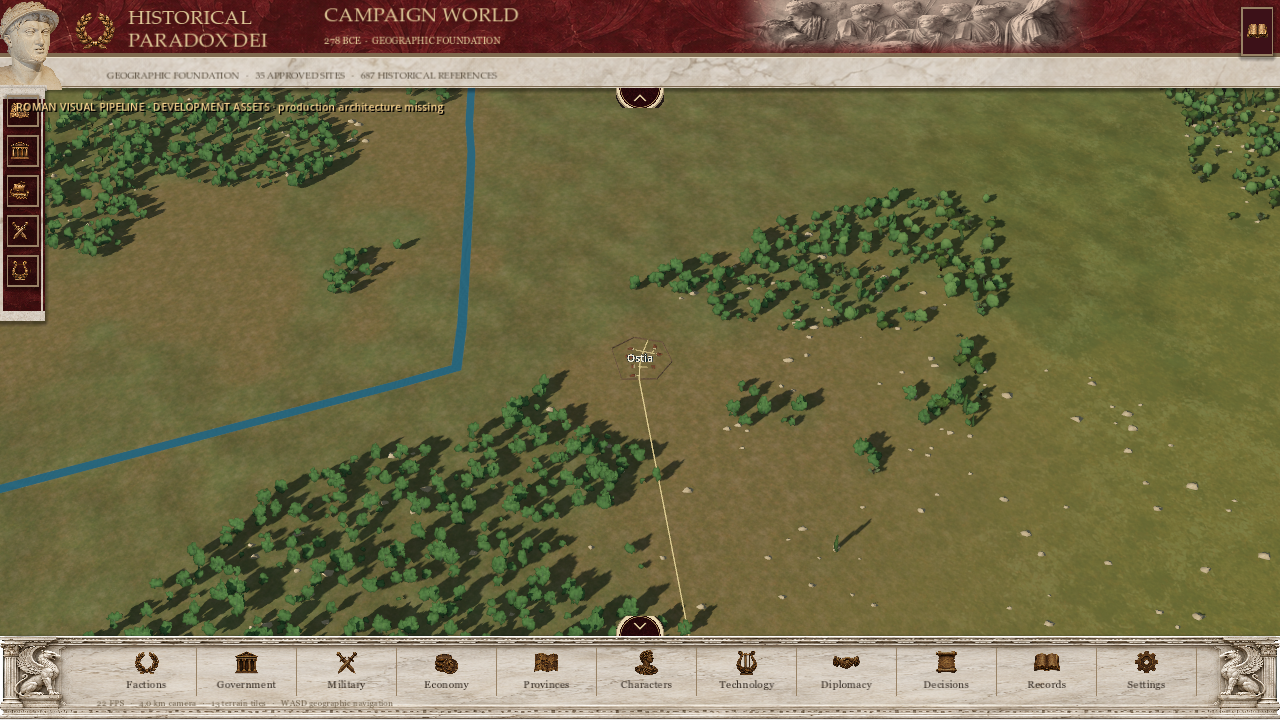 HISTORICAL
PARADOX DEI
CAMPAIGN WORLD
278 BCE · GEOGRAPHIC FOUNDATION
GEOGRAPHIC FOUNDATION · 35 APPROVED SITES · 687 HISTORICAL REFERENCES
ROMAN VISUAL PIPELINE · DEVELOPMENT ASSETS · production architecture missing
Ostia
Factions
Government
Military
Economy
Provinces
Characters
Technology
Diplomacy
Decisions
Records
Settings
22 FPS · 4,0 km camera · 13 terrain tiles · WASD geographic navigation